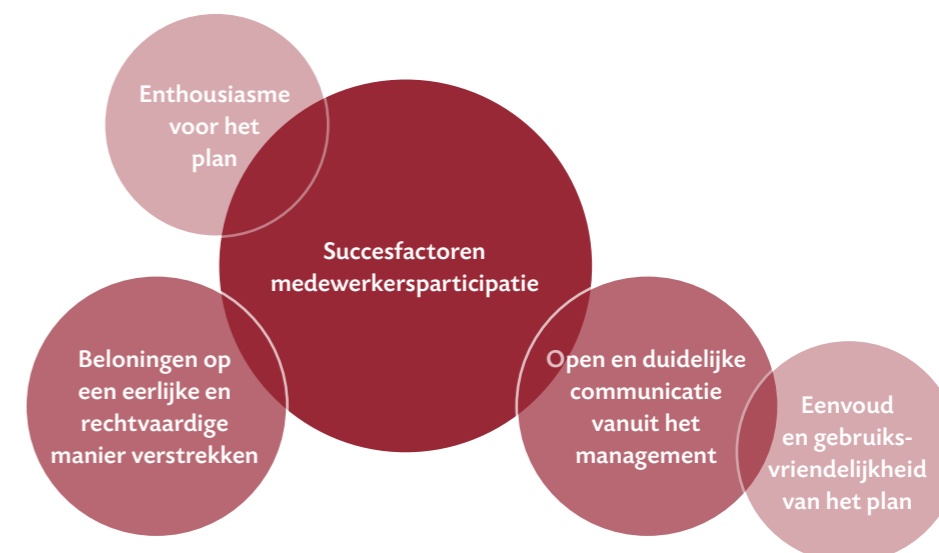 Enthousiasme
voor het
plan
Succesfactoren
medewerkersparticipatie
Beloningen op
een eerlijke en
rechtvaardige
manier verstrekken
Open en duidelijke
communicatie
vanuit het
management
Eenvoud
en gebruiks-
vriendelijkheid
van het plan